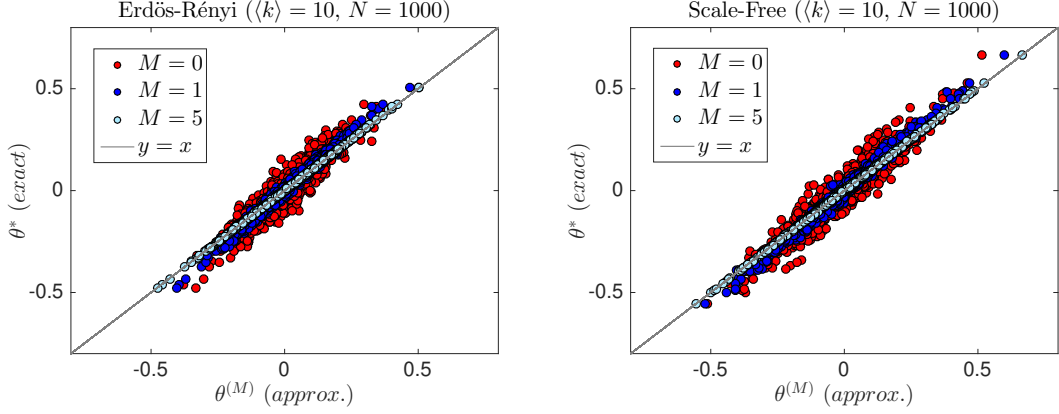 Erdös-Rényi (⟨k⟩ = 10, N = 1000)
M = 0
M = 1
M = 5
y = x
0.5
0
-0.5
θ* (exact)
-0.5
0
0.5
θ^(M) (approx.)
Scale-Free (⟨k⟩ = 10, N = 1000)
M = 0
M = 1
M = 5
y = x
0.5
0
-0.5
θ* (exact)
-0.5
0
0.5
θ^(M) (approx.)